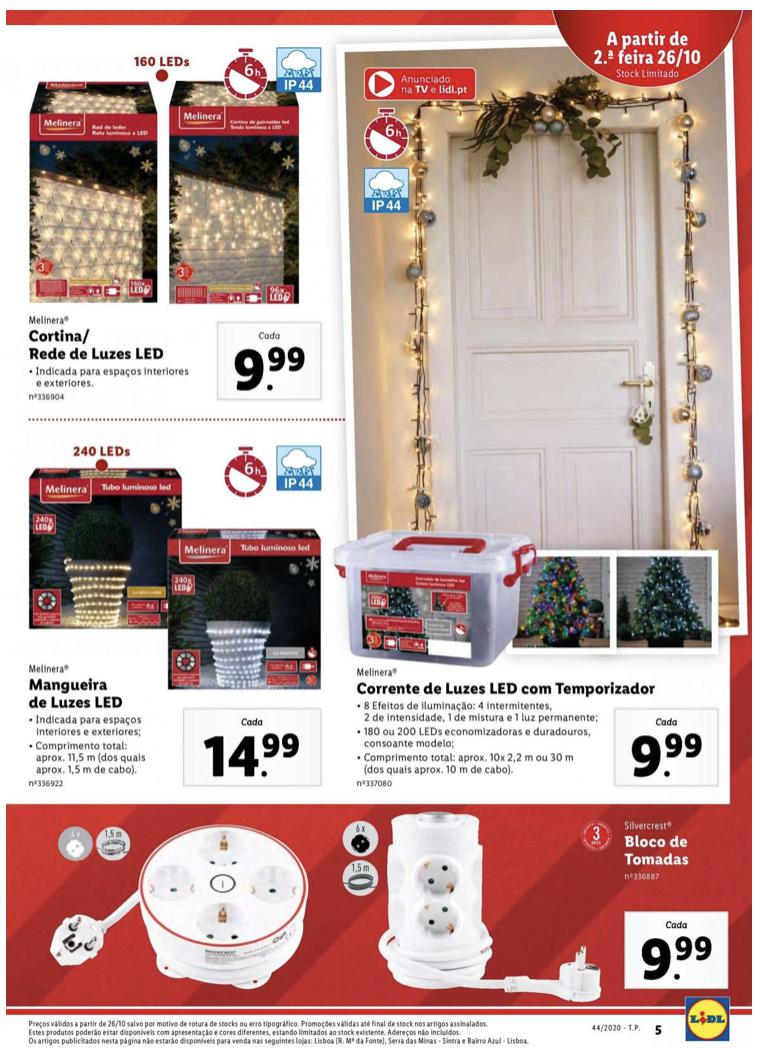 A partir de
2.ª feira 26/10
Stock Limitado
160 LEDs
6h
IP 44
Anunciado
na TV e lidl.pt
6h
IP 44
Melinera
Melinera
Rede de luzes LED
Melinera
Cortina de guirnaldas led
Tenda luminosa a LED
3
160x
LED
3
96x
LED
Melinera®
Cortina/
Rede de Luzes LED
• Indicada para espaços interiores
e exteriores.
nº336904
Cada
9.99
240 LEDs
6h
IP 44
Melinera
Tubo luminoso led
240x
LED
Melinera
Tubo luminoso led
240x
LED
Melinera
LED
3
Melinera®
Mangueira
de Luzes LED
• Indicada para espaços
interiores e exteriores;
• Comprimento total:
aprox. 11,5 m (dos quais
aprox. 1,5 m de cabo).
nº336922
Cada
14.99
Melinera®
Corrente de Luzes LED com Temporizador
• 8 Efeitos de iluminação: 4 intermitentes,
2 de intensidade, 1 de mistura e 1 luz permanente;
• 180 ou 200 LEDs economizadoras e duradouros,
consoante modelo;
• Comprimento total: aprox. 10x 2,2 m ou 30 m
(dos quais aprox. 10 m de cabo).
nº337080
Cada
9.99
4x
1,5 m
6x
1,5 m
3
ANOS
Silvercrest®
Bloco de
Tomadas
nº336887
Cada
9.99
Preços válidos a partir de 26/10 salvo por motivo de rotura de stocks ou erro tipográfico. Promoções válidas até final de stock nos artigos assinalados.
Estes produtos poderão estar disponíveis com apresentação e cores diferentes, estando limitados ao stock existente. Adereços não incluídos.
Os artigos publicitados nesta página não estarão disponíveis para venda nas seguintes lojas: Lisboa (R. Mª da Fonte), Serra das Minas - Sintra e Bairro Azul - Lisboa.
44/2020 - T.P.
5
LIDL